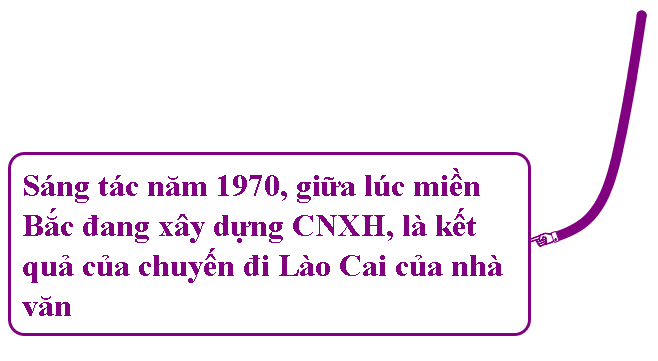 Sáng tác năm 1970, giữa lúc miền
Bắc đang xây dựng CNXH, là kết
quả của chuyến đi Lào Cai của nhà
văn